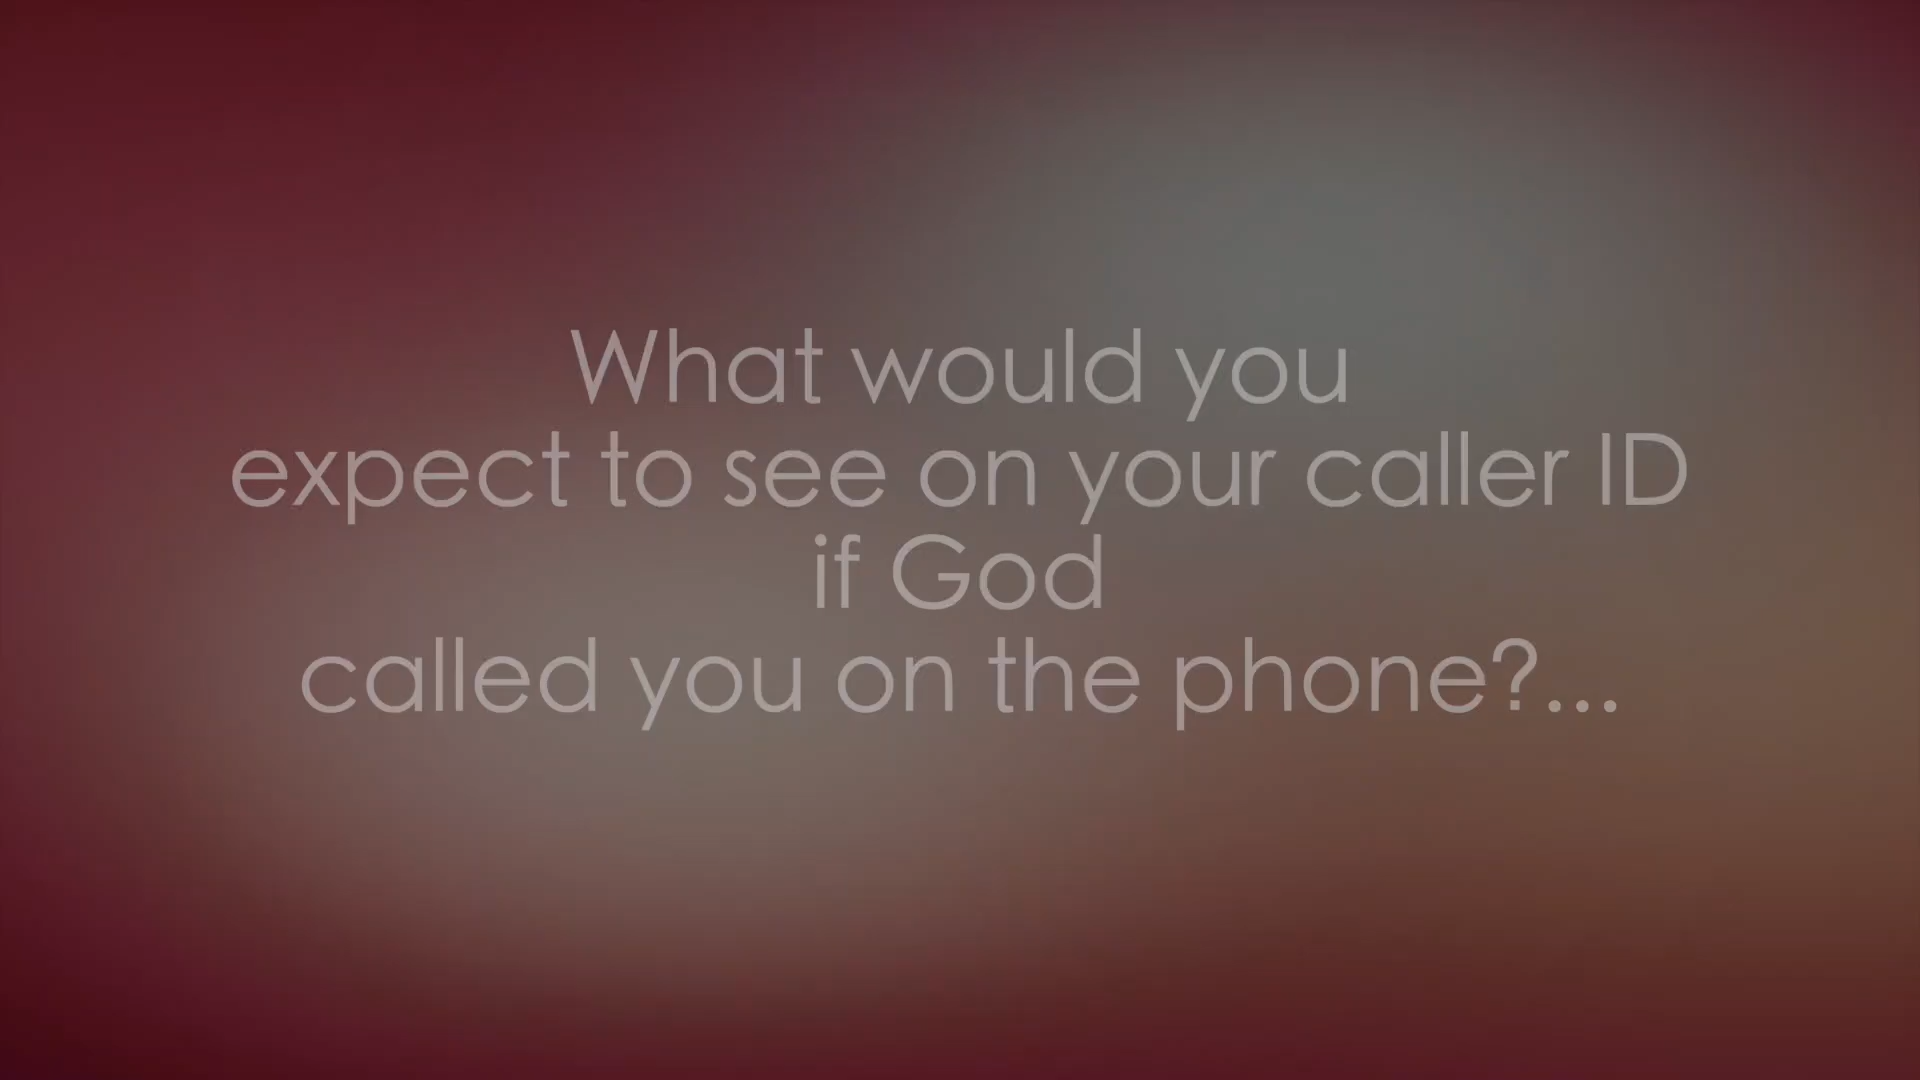 What would you
expect to see on your caller ID
if God
called you on the phone?...